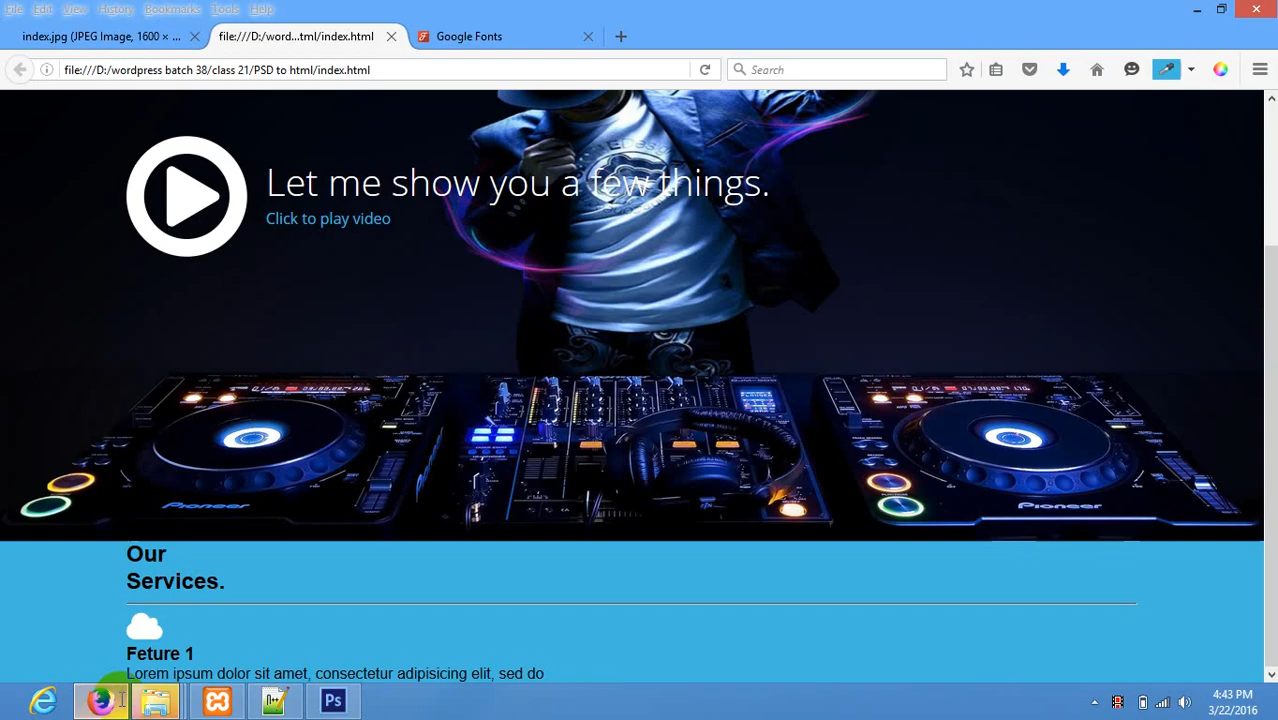 File Edit View History Bookmarks Tools Help
index.jpg (JPEG Image, 1600 × ...
file:///D:/word...tml/index.html
Google Fonts
file:///D:/wordpress batch 38/class 21/PSD to html/index.html
Search
Let me show you a few things.
Click to play video
Pioneer
Pioneer
Our
Services.
Feture 1
Lorem ipsum dolor sit amet, consectetur adipisicing elit, sed do
Ps
4:43 PM
3/22/2016